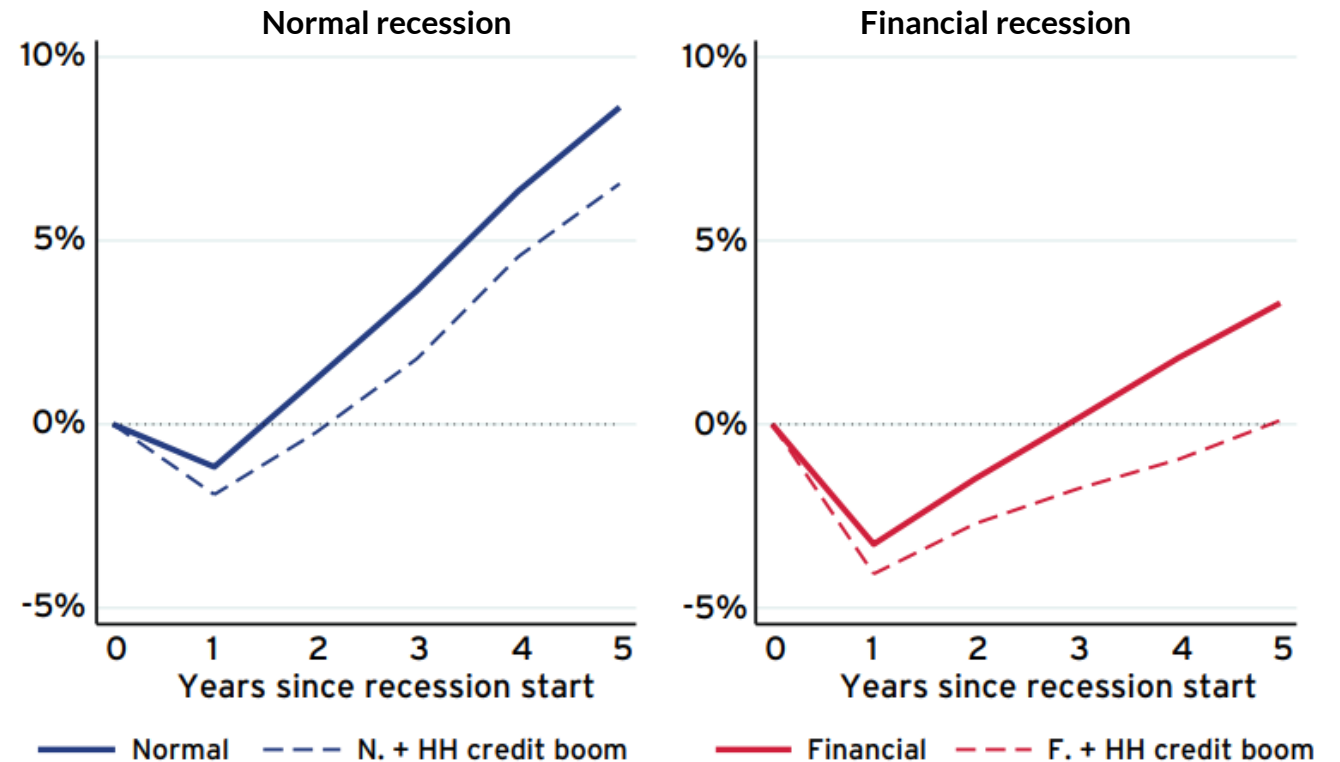 Normal recession
10%
5%
0%
-5%
0 1 2 3 4 5
Years since recession start
Normal N. + HH credit boom
Financial recession
10%
5%
0%
-5%
0 1 2 3 4 5
Years since recession start
Financial F. + HH credit boom